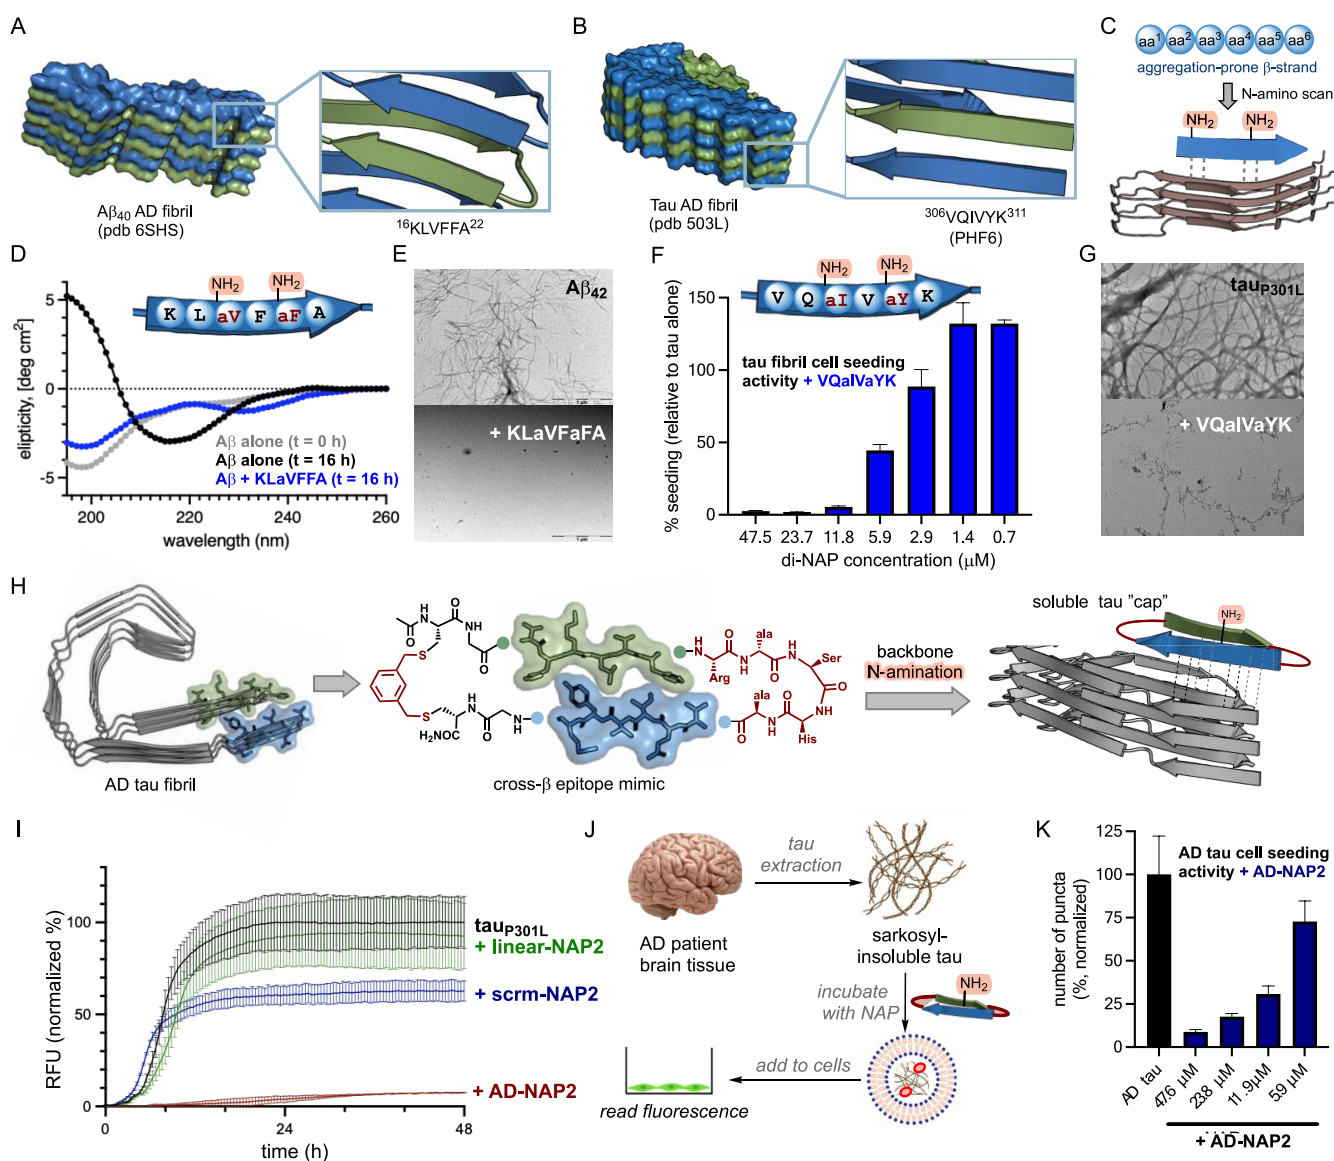 A
Aβ40 AD fibril
(pdb 6SHS)
16KLVFFA22
B
Tau AD fibril
(pdb 503L)
306VQIVYK311
(PHF6)
C
aa1 aa2 aa3 aa4 aa5 aa6
aggregation-prone β-strand
N-amino scan
NH2 NH2
D
NH2 NH2
K L aV F aF A
elipticity, [deg cm2]
5
0
-5
Aβ alone (t = 0 h)
Aβ alone (t = 16 h)
Aβ + KLaVFFA (t = 16 h)
200 220 240 260
wavelength (nm)
E
Aβ42
1 μm
+ KLaVFaFA
1 μm
F
NH2 NH2
V Q aI V aY K
tau fibril cell seeding
activity + VQaIVaYK
% seeding (relative to tau alone)
150
100
50
0
47.5 23.7 11.8 5.9 2.9 1.4 0.7
di-NAP concentration (μM)
G
tauP301L
+ VQaIVaYK
H
AD tau fibril
H N O
N H
O
S
S
O
H2NOC N H
O
H N
cross-β epitope mimic
H N
O
ala
N H
H N
Ser
Arg
O
O
ala
O
N H
H N
O
N H
His
backbone
N-amination
soluble tau "cap"
NH2
I
RFU (normalized %)
100
50
0
0 24 48
time (h)
tauP301L
+ linear-NAP2
+ scrm-NAP2
+ AD-NAP2
J
AD patient
brain tissue
tau
extraction
sarkosyl-
insoluble tau
incubate
with NAP
NH2
add to cells
read fluorescence
K
number of puncta
(%, normalized)
125
100
75
50
25
0
AD tau cell seeding
activity + AD-NAP2
AD tau
476 μM
238 μM
11.9μM
59 μM
+ AD-NAP2